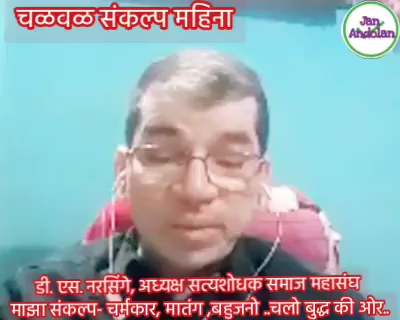 चळवळ संकल्प महिना
Jan
Andolan
डी. एस. नरसिंगे, अध्यक्ष सत्यशोधक समाज महासंघ
माझा संकल्प- चर्मकार, मातंग ,बहुजनो ..चलो बुद्ध की ओर..